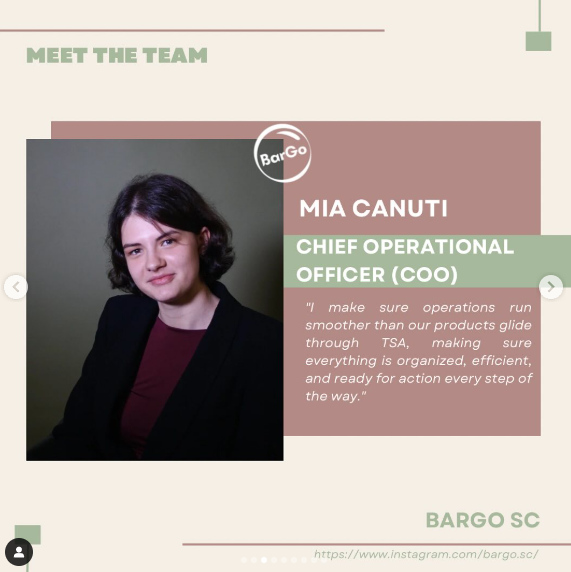 MEET THE TEAM
BarGo
MIA CANUTI
CHIEF OPERATIONAL
OFFICER (COO)
"I make sure operations run
smoother than our products glide
through TSA, making sure
everything is organized, efficient,
and ready for action every step of
the way."
BARGO SC
https://www.instagram.com/bargo.sc/